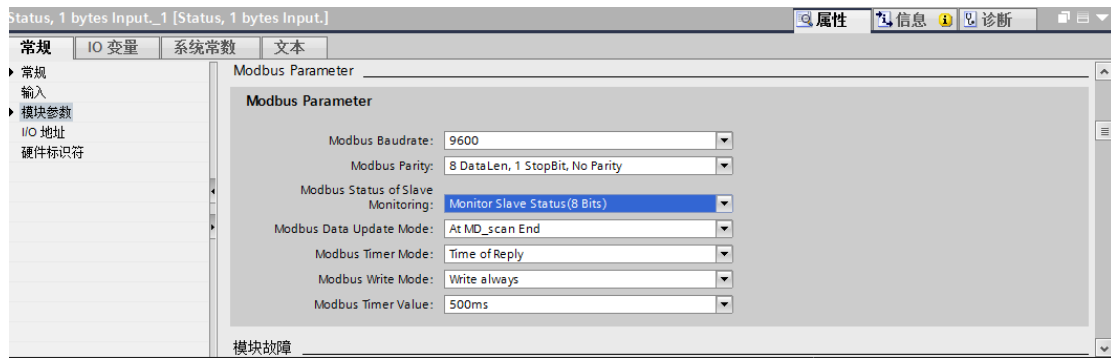 Status, 1 bytes Input._1 [Status, 1 bytes Input.]
属性 信息 诊断
常规 IO 变量 系统常数 文本
常规
输入
模块参数
I/O 地址
硬件标识符
Modbus Parameter
Modbus Parameter
Modbus Baudrate: 9600
Modbus Parity: 8 DataLen, 1 StopBit, No Parity
Modbus Status of Slave
Monitoring: Monitor Slave Status(8 Bits)
Modbus Data Update Mode: At MD_scan End
Modbus Timer Mode: Time of Reply
Modbus Write Mode: Write always
Modbus Timer Value: 500ms
模块故障